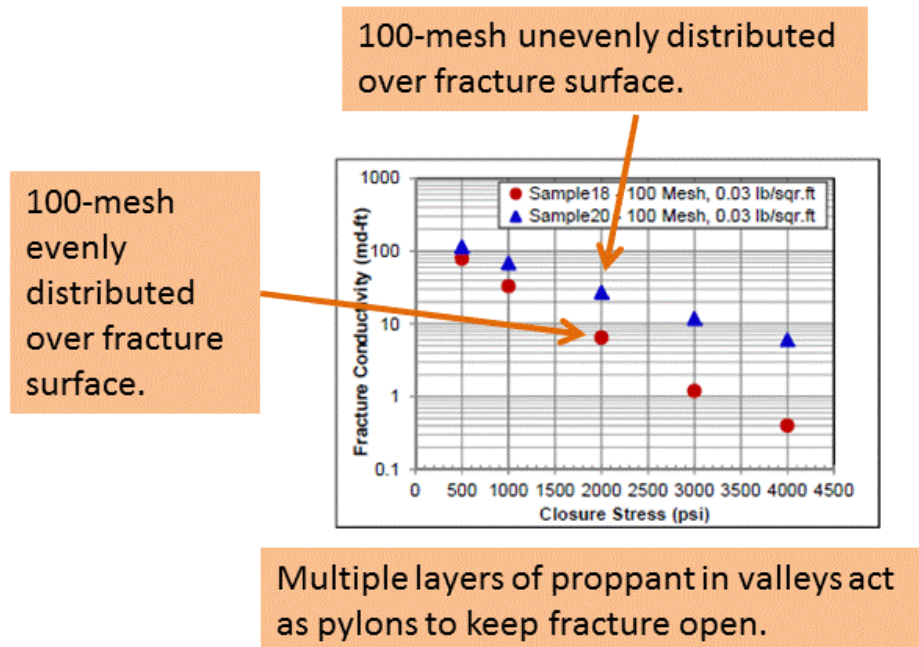 100-mesh unevenly distributed
over fracture surface.
100-mesh
evenly
distributed
over fracture
surface.
Fracture Conductivity (md-ft)
1000
100
10
1
0.1
Sample18 - 100 Mesh, 0.03 lb/sqr.ft
Sample20 - 100 Mesh, 0.03 lb/sqr.ft
0 500 1000 1500 2000 2500 3000 3500 4000 4500
Closure Stress (psi)
Multiple layers of proppant in valleys act
as pylons to keep fracture open.